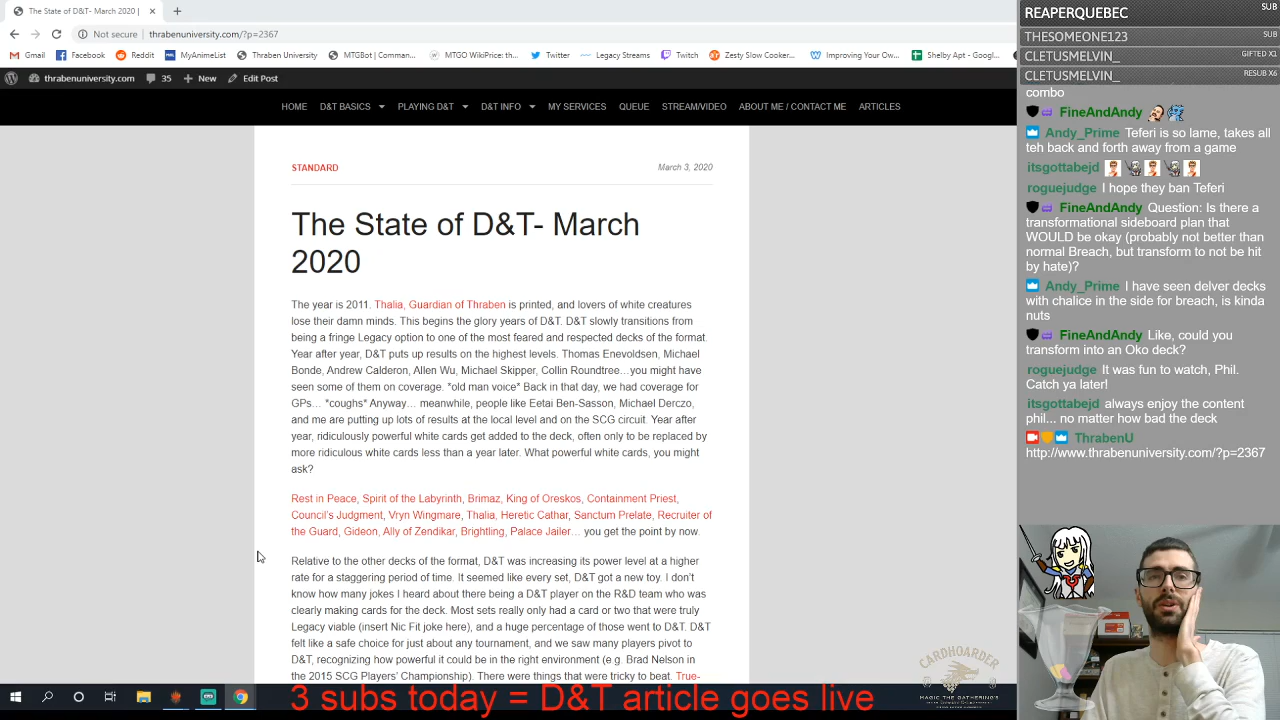 The State of D&T- March 2020 |
Not secure | thrabenuniversity.com/?p=2367
Gmail Facebook Reddit MyAnimeList Thraben University MTGBot | Commander MTGO WikiPrice: the... Twitter Legacy Streams Twitch Zesty Slow Cooker... Improving Your Ow... Shelby Apt - Googl...
thrabenuniversity.com 35 New Edit Post
HOME D&T BASICS PLAYING D&T D&T INFO MY SERVICES QUEUE STREAM/VIDEO ABOUT ME / CONTACT ME ARTICLES
STANDARD March 3, 2020
The State of D&T- March
2020
The year is 2011. Thalia, Guardian of Thraben is printed, and lovers of white creatures
lose their damn minds. This begins the glory years of D&T. D&T slowly transitions from
being a fringe Legacy option to one of the most feared and respected decks of the format.
Year after year, D&T puts up results on the highest levels. Thomas Enevoldsen, Michael
Bonde, Andrew Calderon, Allen Wu, Michael Skipper, Collin Roundtree…you might have
seen some of them on coverage. *old man voice* Back in that day, we had coverage for
GPs… *coughs* Anyway… meanwhile, people like Eetai Ben-Sasson, Michael Derczo,
and me are putting up lots of results at the local level and on the SCG circuit. Year after
year, ridiculously powerful white cards get added to the deck, often only to be replaced by
more ridiculous white cards less than a year later. What powerful white cards, you might
ask?
Rest in Peace, Spirit of the Labyrinth, Brimaz, King of Oreskos, Containment Priest,
Council's Judgment, Vryn Wingmare, Thalia, Heretic Cathar, Sanctum Prelate, Recruiter of
the Guard, Gideon, Ally of Zendikar, Brightling, Palace Jailer… you get the point by now.
Relative to the other decks of the format, D&T was increasing its power level at a higher
rate for a staggering period of time. It seemed like every set, D&T got a new toy. I don't
know how many jokes I heard about there being a D&T player on the R&D team who was
clearly making cards for the deck. Most sets really only had a card or two that were truly
Legacy viable (insert Nic Fit joke here), and a huge percentage of those went to D&T. D&T
felt like a safe choice for just about any tournament, and we saw many players pivot to
D&T, recognizing how powerful it could be in the right environment (e.g. Brad Nelson in
the 2015 SCG Players' Championship). There were things that were tricky to beat. True-
3 subs today = D&T article goes live
CARDHOARDER
MAGIC THE GATHERING
REAPERQUEBEC SUB
THESOMEONE123 SUB
CLETUSMELVIN_ GIFTED X1
CLETUSMELVIN_ RESUB X6
combo
FineAndAndy
Andy_Prime Teferi is so lame, takes all
teh back and forth away from a game
itsgottabejd
roguejudge I hope they ban Teferi
FineAndAndy Question: Is there a
transformational sideboard plan that
WOULD be okay (probably not better than
normal Breach, but transform to not be hit
by hate)?
Andy_Prime I have seen delver decks
with chalice in the side for breach, is kinda
nuts
FineAndAndy Like, could you
transform into an Oko deck?
roguejudge It was fun to watch, Phil.
Catch ya later!
itsgottabejd always enjoy the content
phil... no matter how bad the deck
ThrabenU
http://www.thrabenuniversity.com/?p=2367